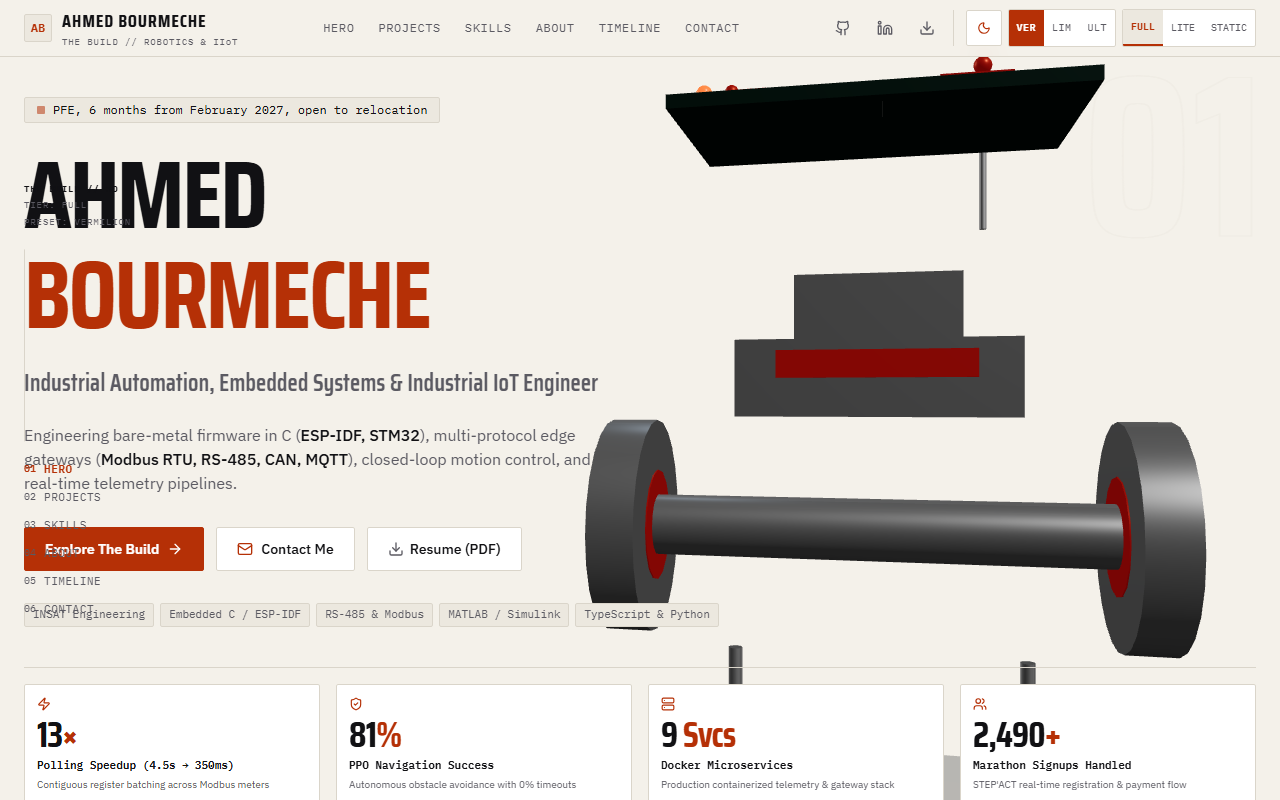 AB
AHMED BOURMECHE
THE BUILD // ROBOTICS & IIoT
HERO PROJECTS SKILLS ABOUT TIMELINE CONTACT
VER LIM ULT
FULL LITE STATIC
01
PFE, 6 months from February 2027, open to relocation
AHMED
TIER: FULL
PRESET: VERMILION
BOURMECHE
Industrial Automation, Embedded Systems & Industrial IoT Engineer
Engineering bare-metal firmware in C (ESP-IDF, STM32), multi-protocol edge
gateways (Modbus RTU, RS-485, CAN, MQTT), closed-loop motion control, and
real-time telemetry pipelines.
01 HERO
02 PROJECTS
03 SKILLS
Explore The Build
Contact Me
Resume (PDF)
05 TIMELINE
06 CONTACT
INSAT Engineering
Embedded C / ESP-IDF
RS-485 & Modbus
MATLAB / Simulink
TypeScript & Python
13×
Polling Speedup (4.5s → 350ms)
Contiguous register batching across Modbus meters
81%
PPO Navigation Success
Autonomous obstacle avoidance with 0% timeouts
9 Svcs
Docker Microservices
Production containerized telemetry & gateway stack
2,490+
Marathon Signups Handled
STEP'ACT real-time registration & payment flow